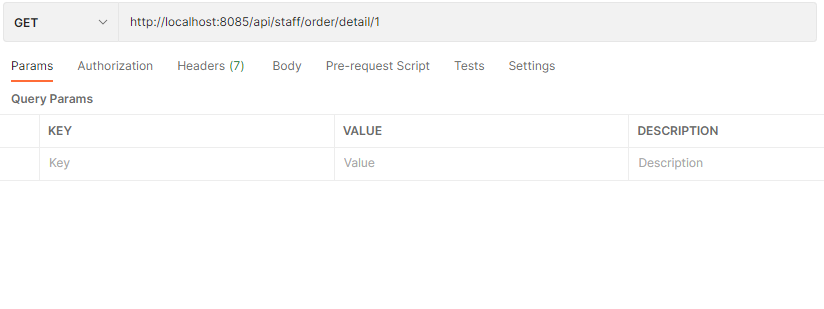 GET http://localhost:8085/api/staff/order/detail/1
Params Authorization Headers (7) Body Pre-request Script Tests Settings
Query Params
KEY VALUE DESCRIPTION
Key Value Description